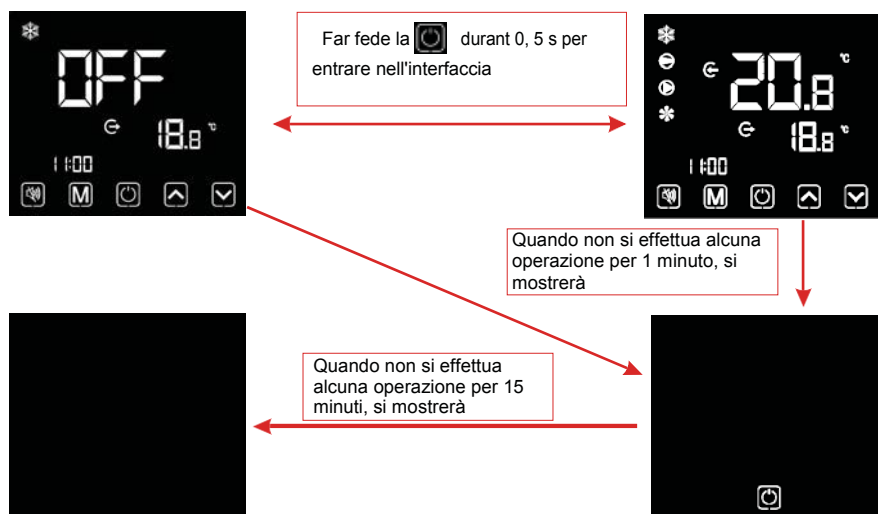 OFF
18.8 ℃
11:00
M
Far fede la durant 0, 5 s per
entrare nell'interfaccia
20.8 ℃
18.8 ℃
11:00
M
Quando non si effettua alcuna
operazione per 1 minuto, si
mostrerà
Quando non si effettua
alcuna operazione per 15
minuti, si mostrerà